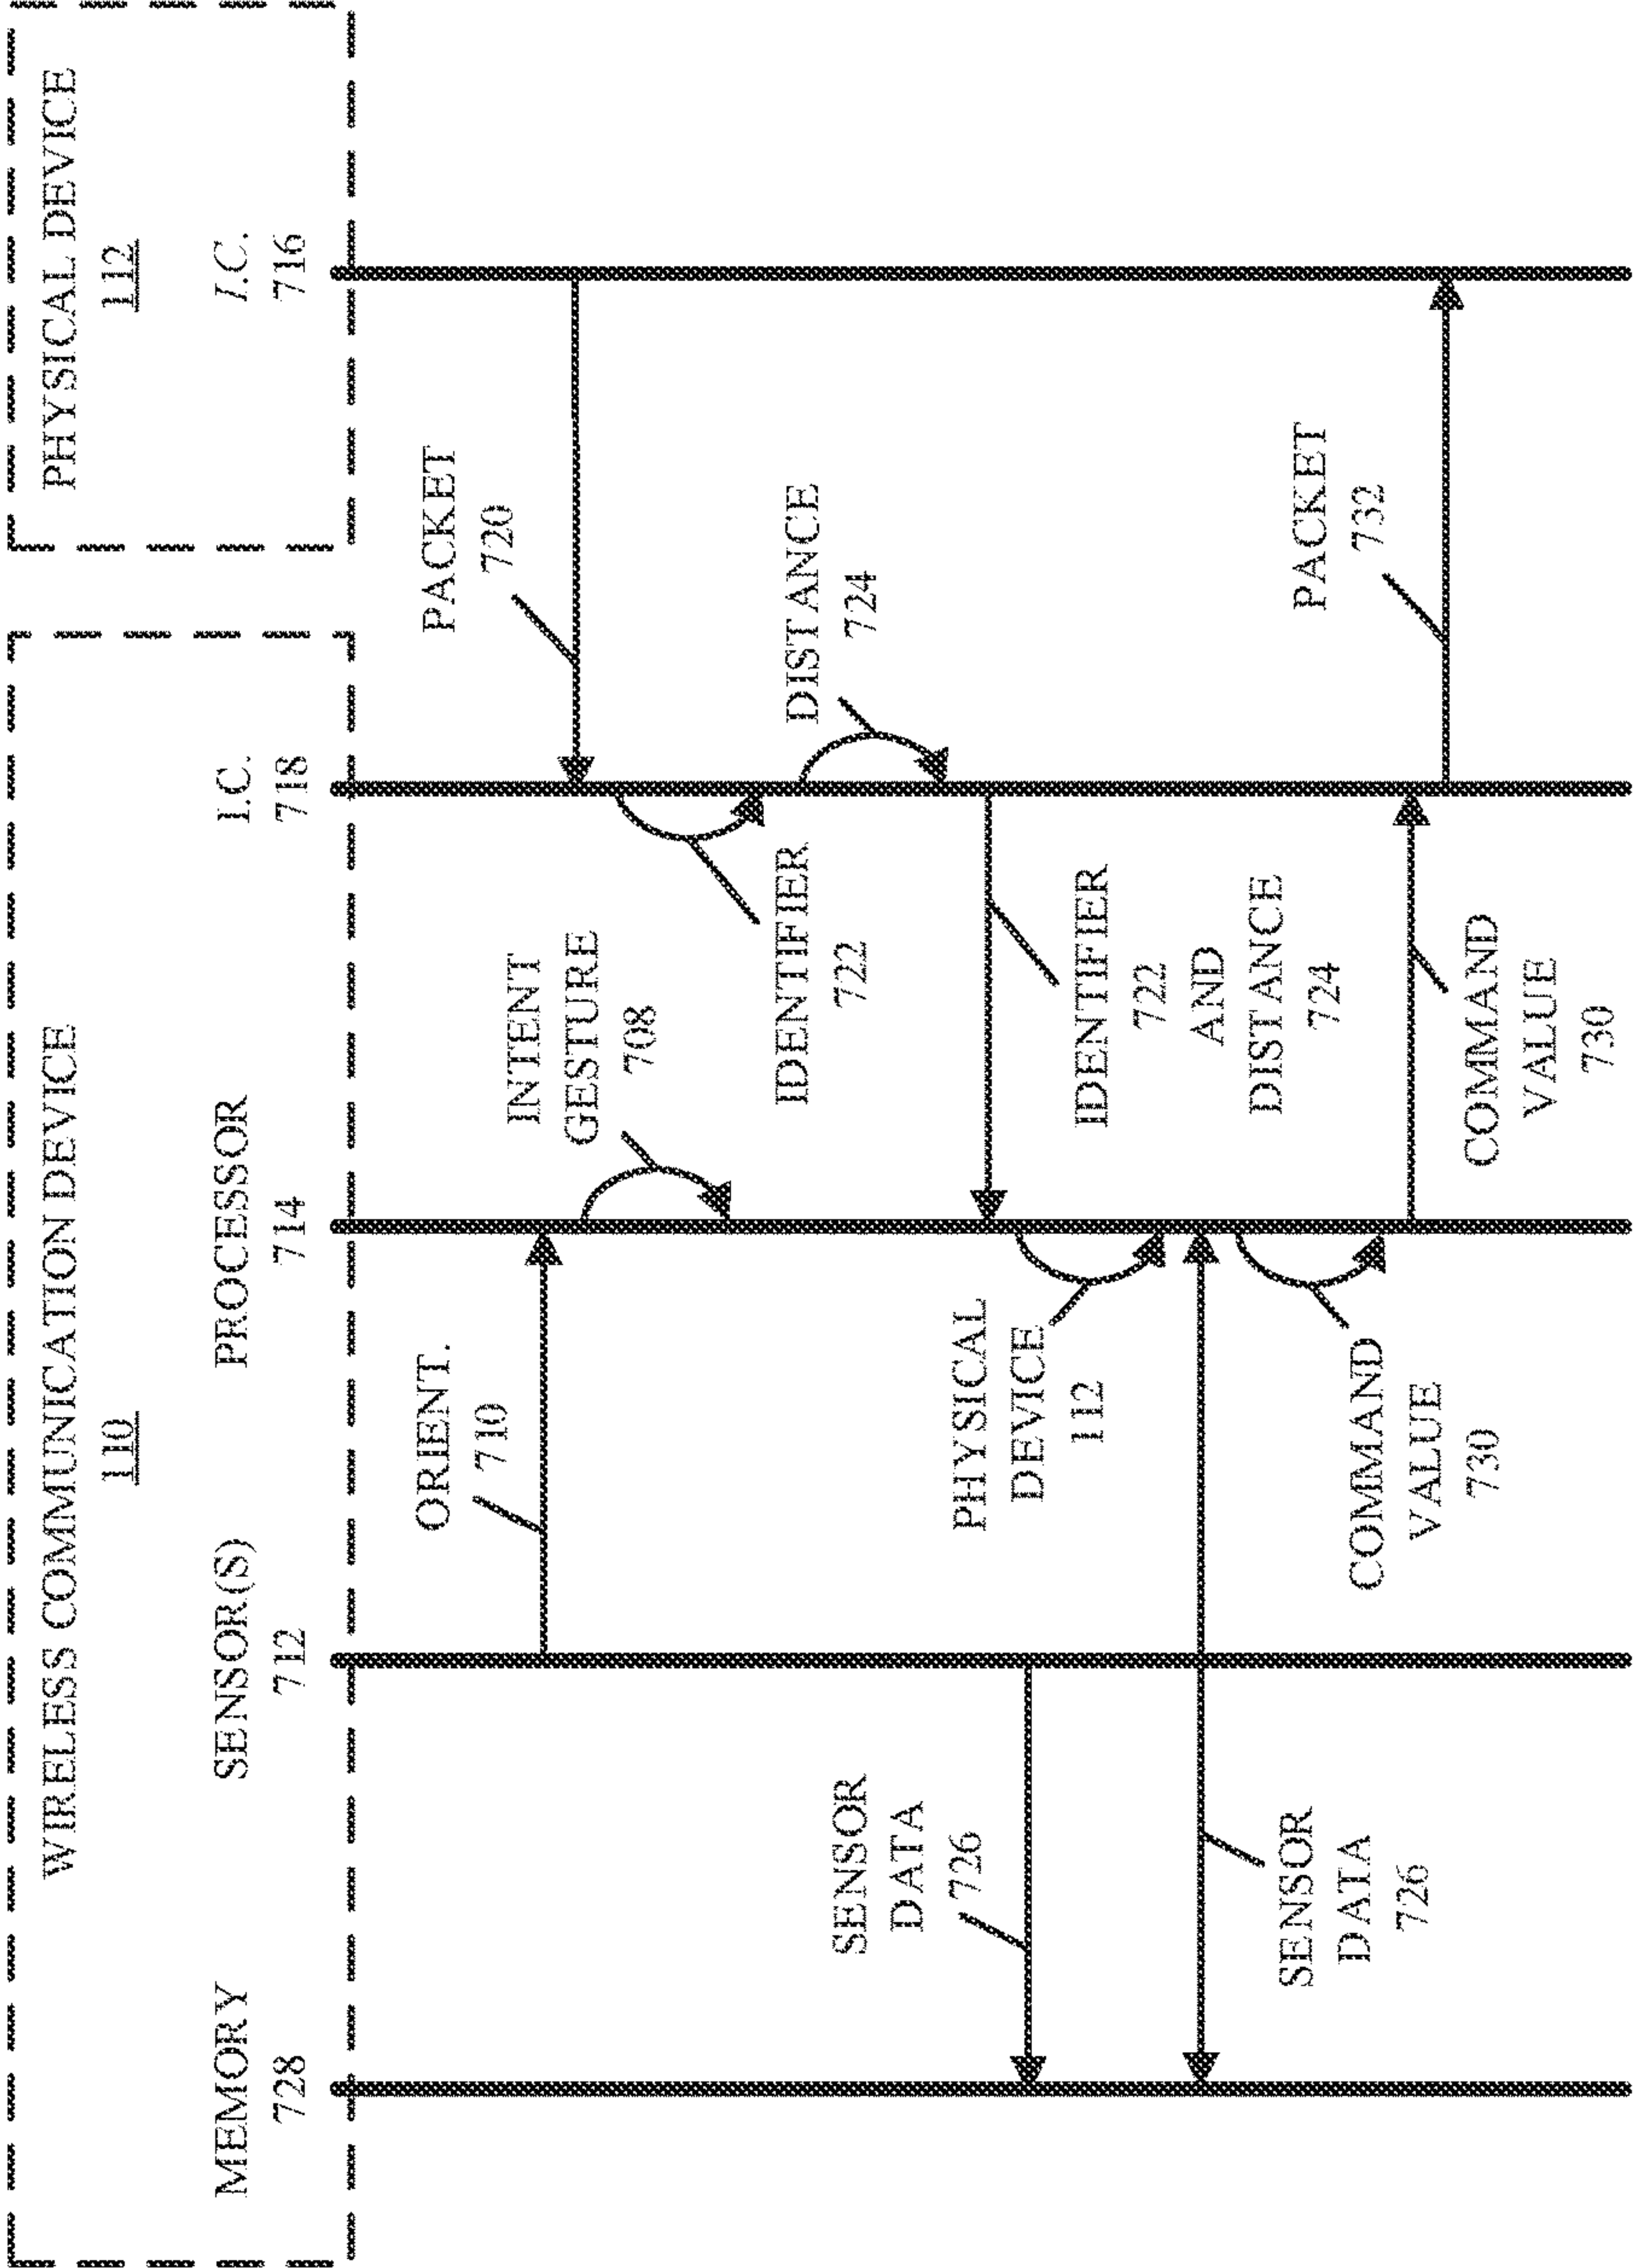 WIRELESS COMMUNICATION DEVICE
110
PHYSICAL DEVICE
112
MEMORY
728
SENSOR(S)
712
PROCESSOR
714
I.C.
718
I.C.
716
ORIENT.
710
PACKET
720
INTENT
GESTURE
708
IDENTIFIER
722
DISTANCE
724
SENSOR
DATA
726
PHYSICAL
DEVICE
112
IDENTIFIER
722
AND
DISTANCE
724
SENSOR
DATA
726
COMMAND
VALUE
730
COMMAND
VALUE
730
PACKET
732